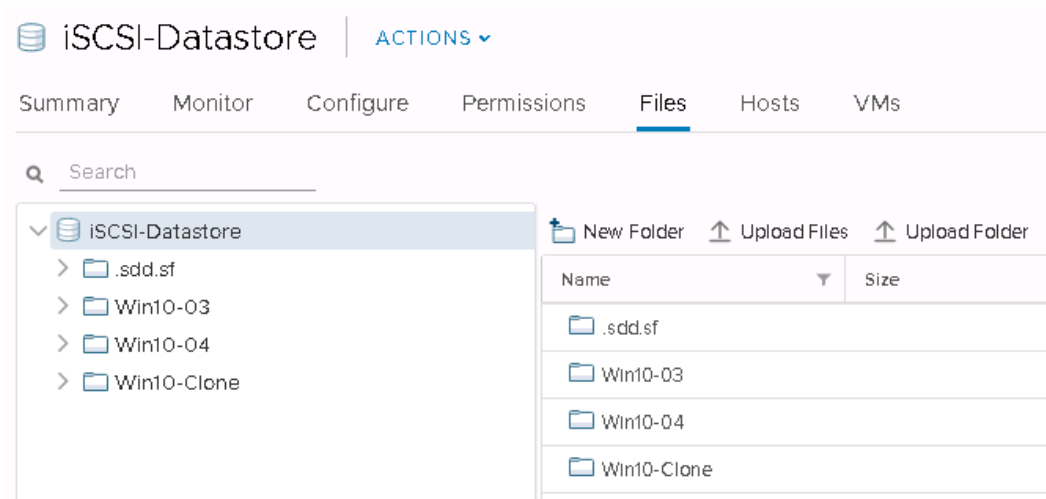 iSCSI-Datastore ACTIONS
Summary Monitor Configure Permissions Files Hosts VMs
Search
iSCSI-Datastore
.sdd.sf
Win10-03
Win10-04
Win10-Clone
New Folder Upload Files Upload Folder
Name Size
.sdd.sf
Win10-03
Win10-04
Win10-Clone